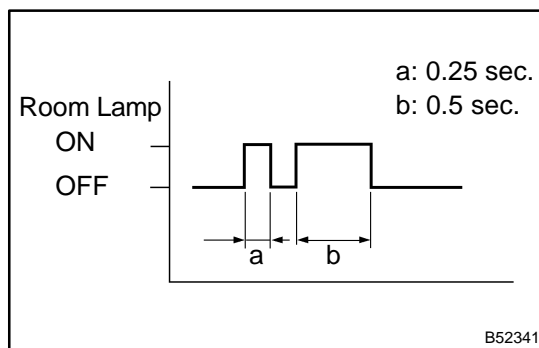 a: 0.25 sec.
b: 0.5 sec.
Room Lamp
ON
OFF
a
b
B52341